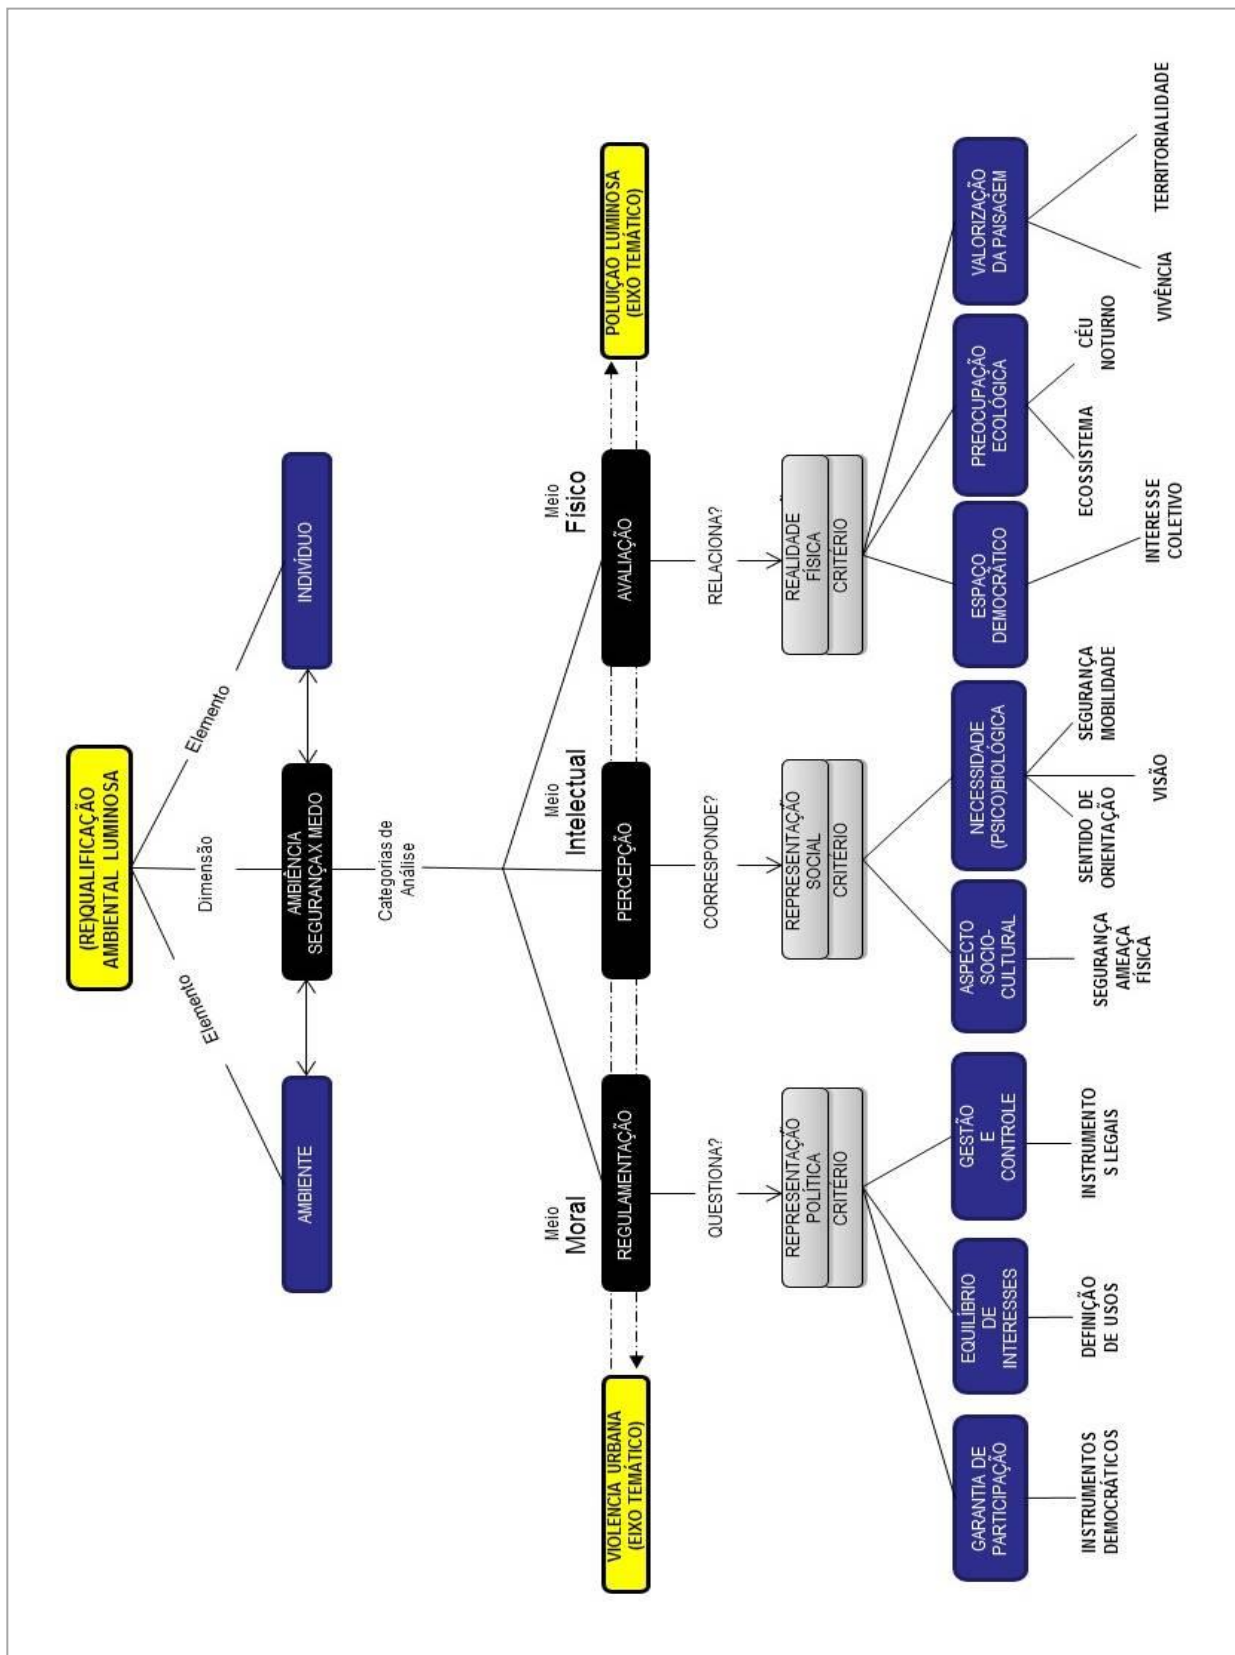 (RE)QUALIFICAÇÃO
AMBIENTAL LUMINOSA
Elemento
Dimensão
Elemento
AMBIENTE
AMBIÊNCIA
SEGURANÇA X MEDO
INDIVÍDUO
Categorias de
Análise
Meio
Moral
Meio
Intelectual
Meio
Físico
VIOLENCIA URBANA
(EIXO TEMÁTICO)
REGULAMENTAÇÃO
PERCEPÇÃO
AVALIAÇÃO
POLUIÇÃO LUMINOSA
(EIXO TEMÁTICO)
QUESTIONA?
CORRESPONDE?
RELACIONA?
REPRESENTAÇÃO
POLÍTICA
CRITÉRIO
REPRESENTAÇÃO
SOCIAL
CRITÉRIO
REALIDADE
FÍSICA
CRITÉRIO
GARANTIA DE
PARTICIPAÇÃO
EQUILÍBRIO
DE
INTERESSES
GESTÃO
E
CONTROLE
ASPECTO
SOCIO-
CULTURAL
NECESSIDADE
(PSICO)BIOLÓGICA
ESPAÇO
DEMOCRÁTICO
PREOCUPAÇÃO
ECOLÓGICA
VALORIZAÇÃO
DA PAISAGEM
INSTRUMENTOS
DEMOCRÁTICOS
DEFINIÇÃO
DE USOS
INSTRUMENTO
S LEGAIS
SEGURANÇA
AMEAÇA
FÍSICA
SENTIDO DE
ORIENTAÇÃO
VISÃO
SEGURANÇA
MOBILIDADE
INTERESSE
COLETIVO
ECOSSISTEMA
CÉU
NOTURNO
VIVÊNCIA
TERRITORIALIDADE